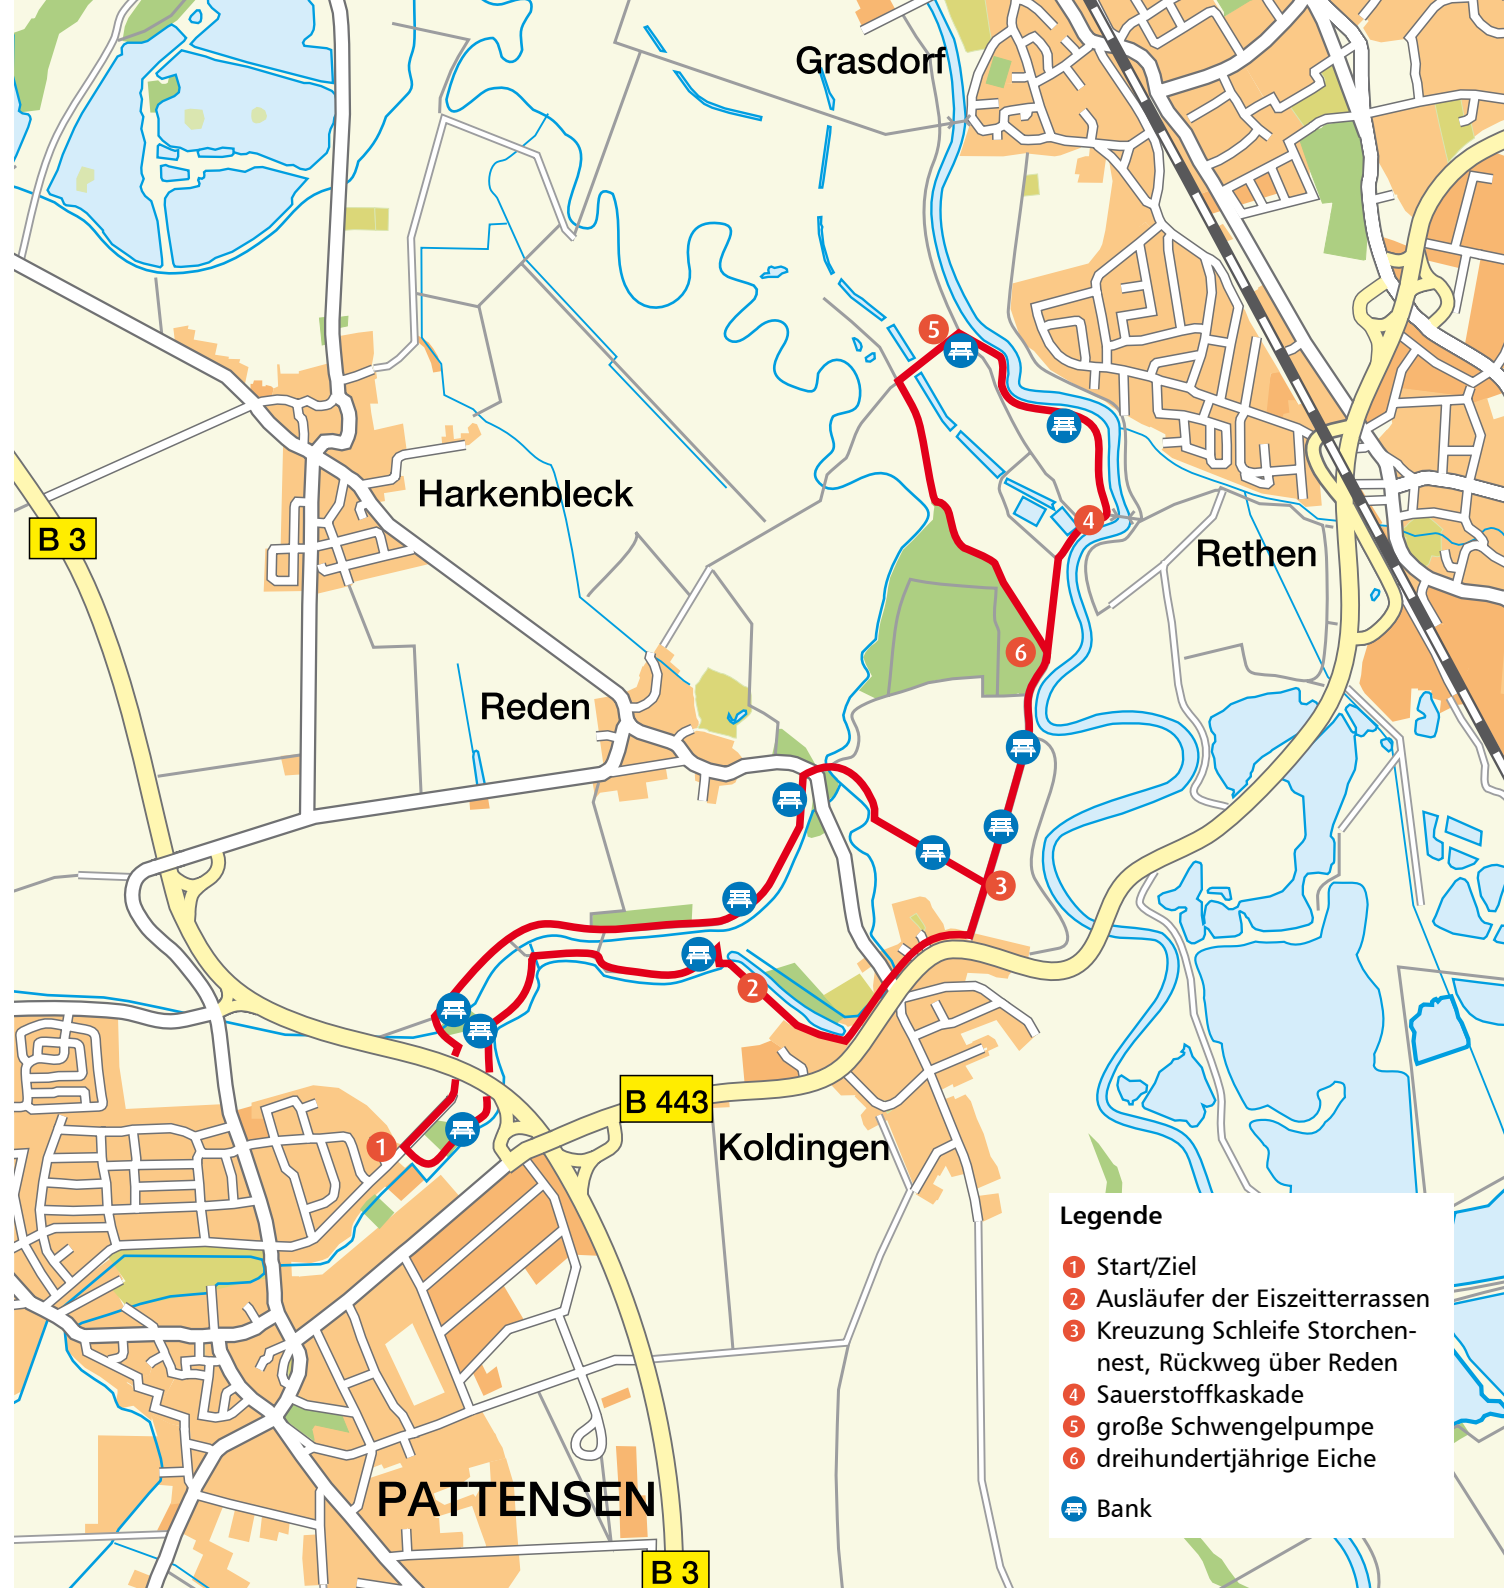 Grasdorf
5
Harkenbleck
B 3
4
Rethen
6
Reden
3
2
B 443
1
Koldingen
PATTENSEN
B 3
Legende
1 Start/Ziel
2 Ausläufer der Eiszeitterrassen
3 Kreuzung Schleife Storchen-
nest, Rückweg über Reden
4 Sauerstoffkaskade
5 große Schwengelpumpe
6 dreihundertjährige Eiche
Bank